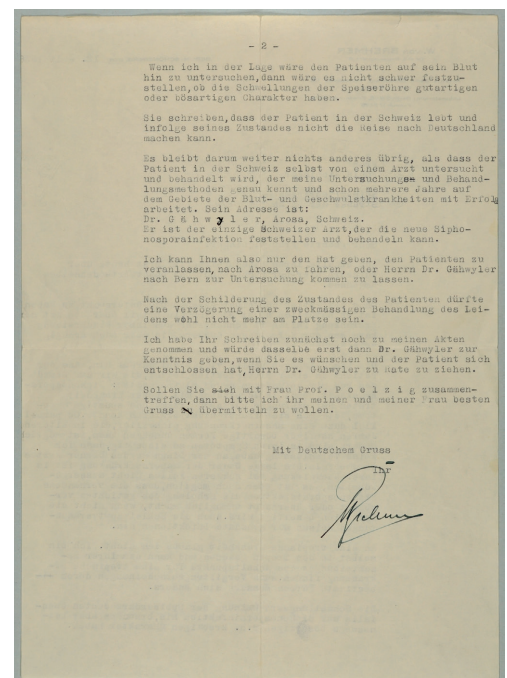 - 2 -
Wenn ich in der Lage wäre den Patienten auf sein Blut
hin zu untersuchen,dann wäre es nicht schwer festzu-
stellen,ob die Schwellungen der Speiseröhre gutartigen
oder bösartigen Charakter haben.
Sie schreiben,dass der Patient in der Schweiz lebt und
infolge seines Zustandes nicht die Reise nach Deutschland
machen kann.
Es bleibt darum weiter nichts anderes übrig, als dass der
Patient in der Schweiz selbst von einem Arzt untersucht
und behandelt wird, der meine Untersuchungs- und Behand-
lungsmethoden genau kennt und schon mehrere Jahre auf
dem Gebiete der Blut- und Geschwulstkrankheiten mit Erfolg
arbeitet. Sein Adresse ist:
Dr. G ä h w y l e r, Arosa, Schweiz.
Er ist der einzige Schweizer Arzt,der die neue Sipho-
nosporainfektion feststellen und behandeln kann.
Ich kann Ihnen also nur den Rat geben, den Patienten zu
veranlassen,nach Arosa zu fahren, oder Herrn Dr. Gähwyler
nach Bern zur Untersuchung kommen zu lassen.
Nach der Schilderung des Zustandes des Patienten dürfte
eine Verzögerung einer zweckmässigen Behandlung des Lei-
dens wohl nicht mehr am Platze sein.
Ich habe Ihr Schreiben zunächst noch zu meinen Akten
genommen und würde dasselbe erst dann Dr. Gähwyler zur
Kenntnis geben,wenn Sie es wünschen und der Patient sich
entschlossen hat,Herrn Dr. Gähwyler zu Rate zu ziehen.
Sollen Sie sich mit Frau Prof. P o e l z i g zusammen-
treffen,dann bitte ich ihr meinen und meiner Frau besten
Gruss zu übermitteln zu wollen.
Mit Deutschem Gruss
Ihr